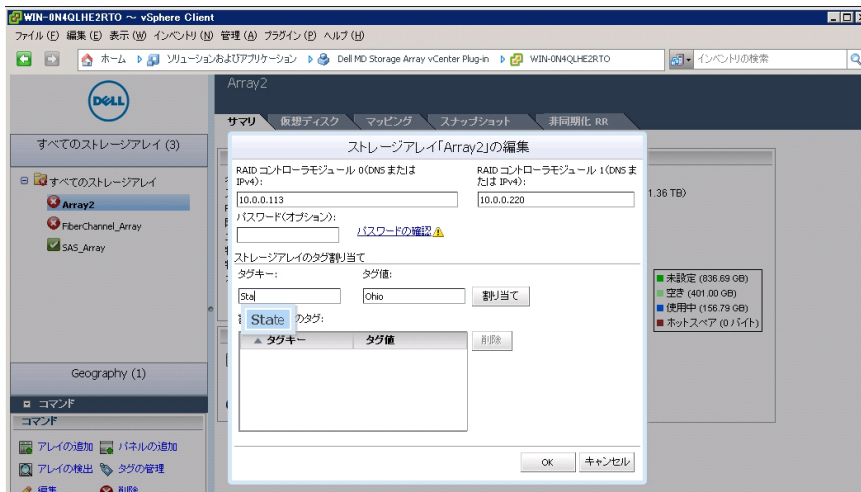 WIN-0N4QLHE2RTO ～ vSphere Client
ファイル(F) 編集(E) 表示(W) インベントリ(N) 管理(A) プラグイン(P) ヘルプ(H)
ホーム ソリューションおよびアプリケーション Dell MD Storage Array vCenter Plug-in WIN-0N4QLHE2RTO インベントリの検索
DELL
Array2
サマリ 仮想ディスク マッピング スナップショット 非同期化 RR
すべてのストレージアレイ (3)
すべてのストレージアレイ
Array2
FiberChannel_Array
SAS_Array
ストレージアレイ「Array2」の編集
RAID コントローラモジュール 0(DNS または IPv4):
RAID コントローラモジュール 1(DNS または IPv4):
10.0.0.113
10.0.0.220
1.36 TB)
パスワード(オプション):
パスワードの確認
ストレージアレイのタグ割り当て
タグキー: タグ値:
Sta Ohio 割り当て
State のタグ:
タグキー タグ値 削除
未設定 (836.69 GB)
空き (401.00 GB)
使用中 (156.79 GB)
ホットスペア (0 バイト)
OK キャンセル
Geography (1)
コマンド
コマンド
アレイの追加 パネルの追加
アレイの検出 タグの管理
編集 削除